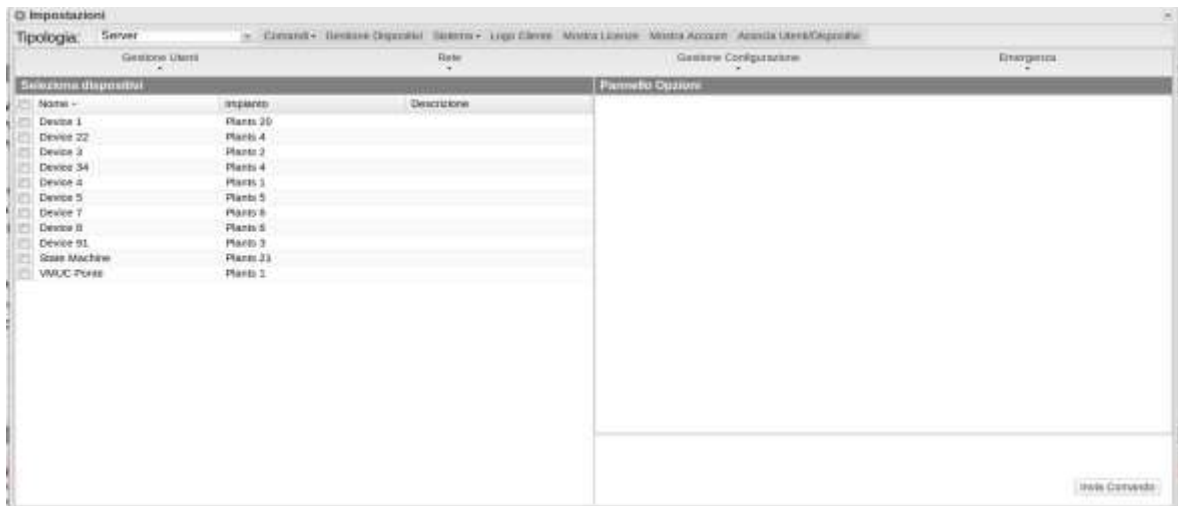 Impostazioni
Tipologia: Server Comandi Gestione Dispositivi Sistema Logo Cliente Mostra Licenze Mostra Account Associa Utenti/Dispositivi
Gestione Utenti Rete Gestione Configurazione Emergenza
Seleziona dispositivi Pannello Opzioni
Nome Impianto Descrizione
Device 1 Plants 20
Device 22 Plants 4
Device 3 Plants 2
Device 34 Plants 4
Device 4 Plants 1
Device 5 Plants 5
Device 7 Plants 6
Device 8 Plants 6
Device 91 Plants 3
State Machine Plants 21
VMUC-Ponte Plants 1
Invia Comando